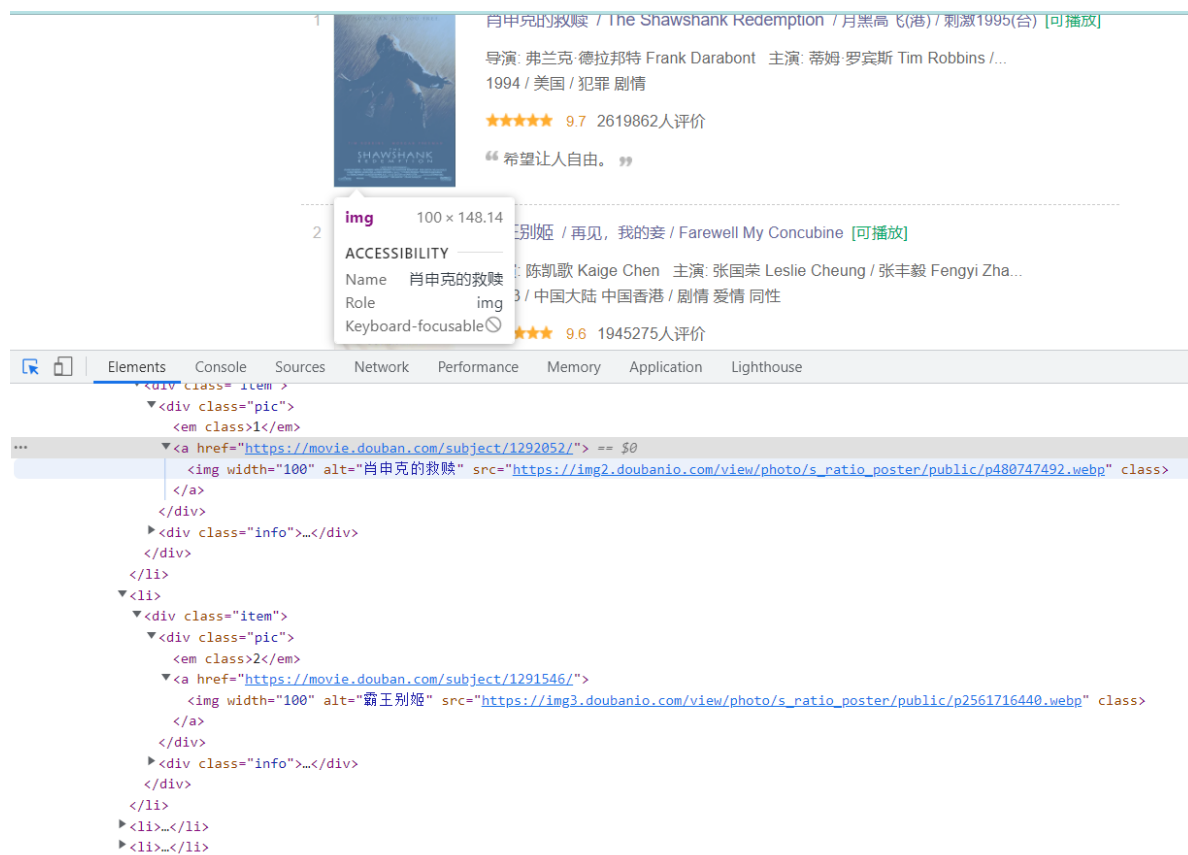 1
肖申克的救赎 / The Shawshank Redemption / 月黑高飞(港) / 刺激1995(台) [可播放]
导演: 弗兰克·德拉邦特 Frank Darabont 主演: 蒂姆·罗宾斯 Tim Robbins /...
1994 / 美国 / 犯罪 剧情
9.7 2619862人评价
“ 希望让人自由。 ”
THE
SHAWSHANK
REDEMPTION
img 100 × 148.14
ACCESSIBILITY
Name 肖申克的救赎
Role img
Keyboard-focusable
2
王别姬 / 再见，我的妾 / Farewell My Concubine [可播放]
: 陈凯歌 Kaige Chen 主演: 张国荣 Leslie Cheung / 张丰毅 Fengyi Zha...
3 / 中国大陆 中国香港 / 剧情 爱情 同性
9.6 1945275人评价
Elements Console Sources Network Performance Memory Application Lighthouse
<div class="item">
<div class="pic">
<em class>1</em>
... <a href="https://movie.douban.com/subject/1292052/"> == $0
<img width="100" alt="肖申克的救赎" src="https://img2.doubanio.com/view/photo/s_ratio_poster/public/p480747492.webp" class>
</a>
</div>
<div class="info">…</div>
</div>
</li>
<li>
<div class="item">
<div class="pic">
<em class>2</em>
<a href="https://movie.douban.com/subject/1291546/">
<img width="100" alt="霸王别姬" src="https://img3.doubanio.com/view/photo/s_ratio_poster/public/p2561716440.webp" class>
</a>
</div>
<div class="info">…</div>
</div>
</li>
<li>…</li>
<li>…</li>